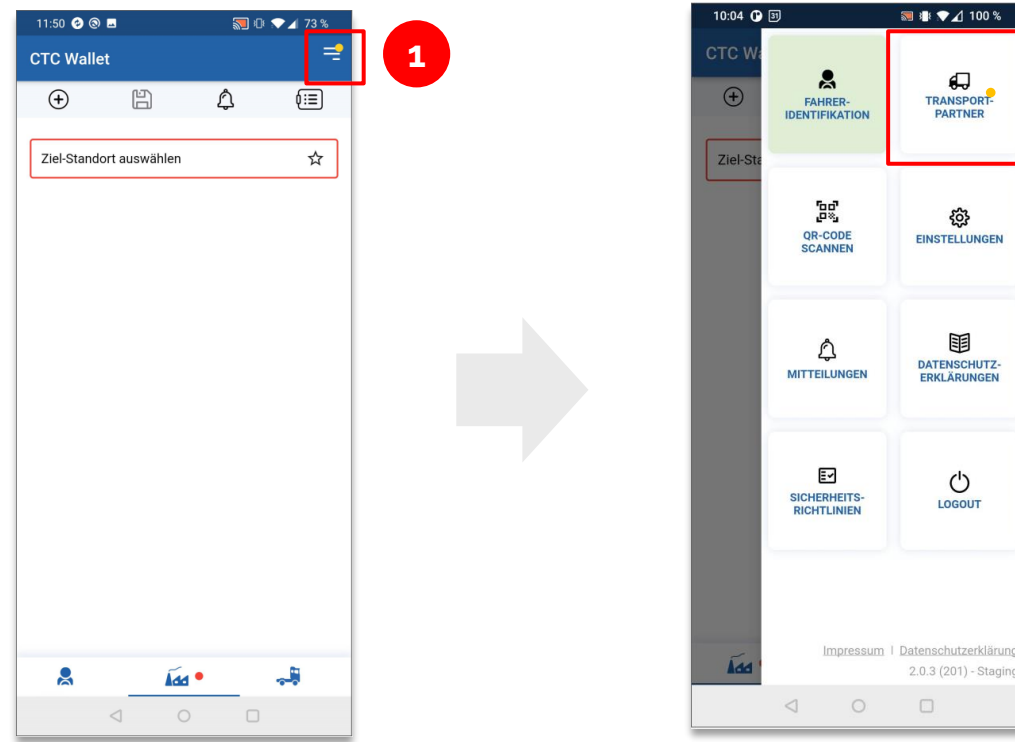 11:50
73 %
CTC Wallet
Ziel-Standort auswählen
1
10:04
31
100 %
CTC Wa
Ziel-Sta
FAHRER-
IDENTIFIKATION
TRANSPORT-
PARTNER
QR-CODE
SCANNEN
EINSTELLUNGEN
MITTEILUNGEN
DATENSCHUTZ-
ERKLÄRUNGEN
SICHERHEITS-
RICHTLINIEN
LOGOUT
Impressum | Datenschutzerklärung
2.0.3 (201) - Staging